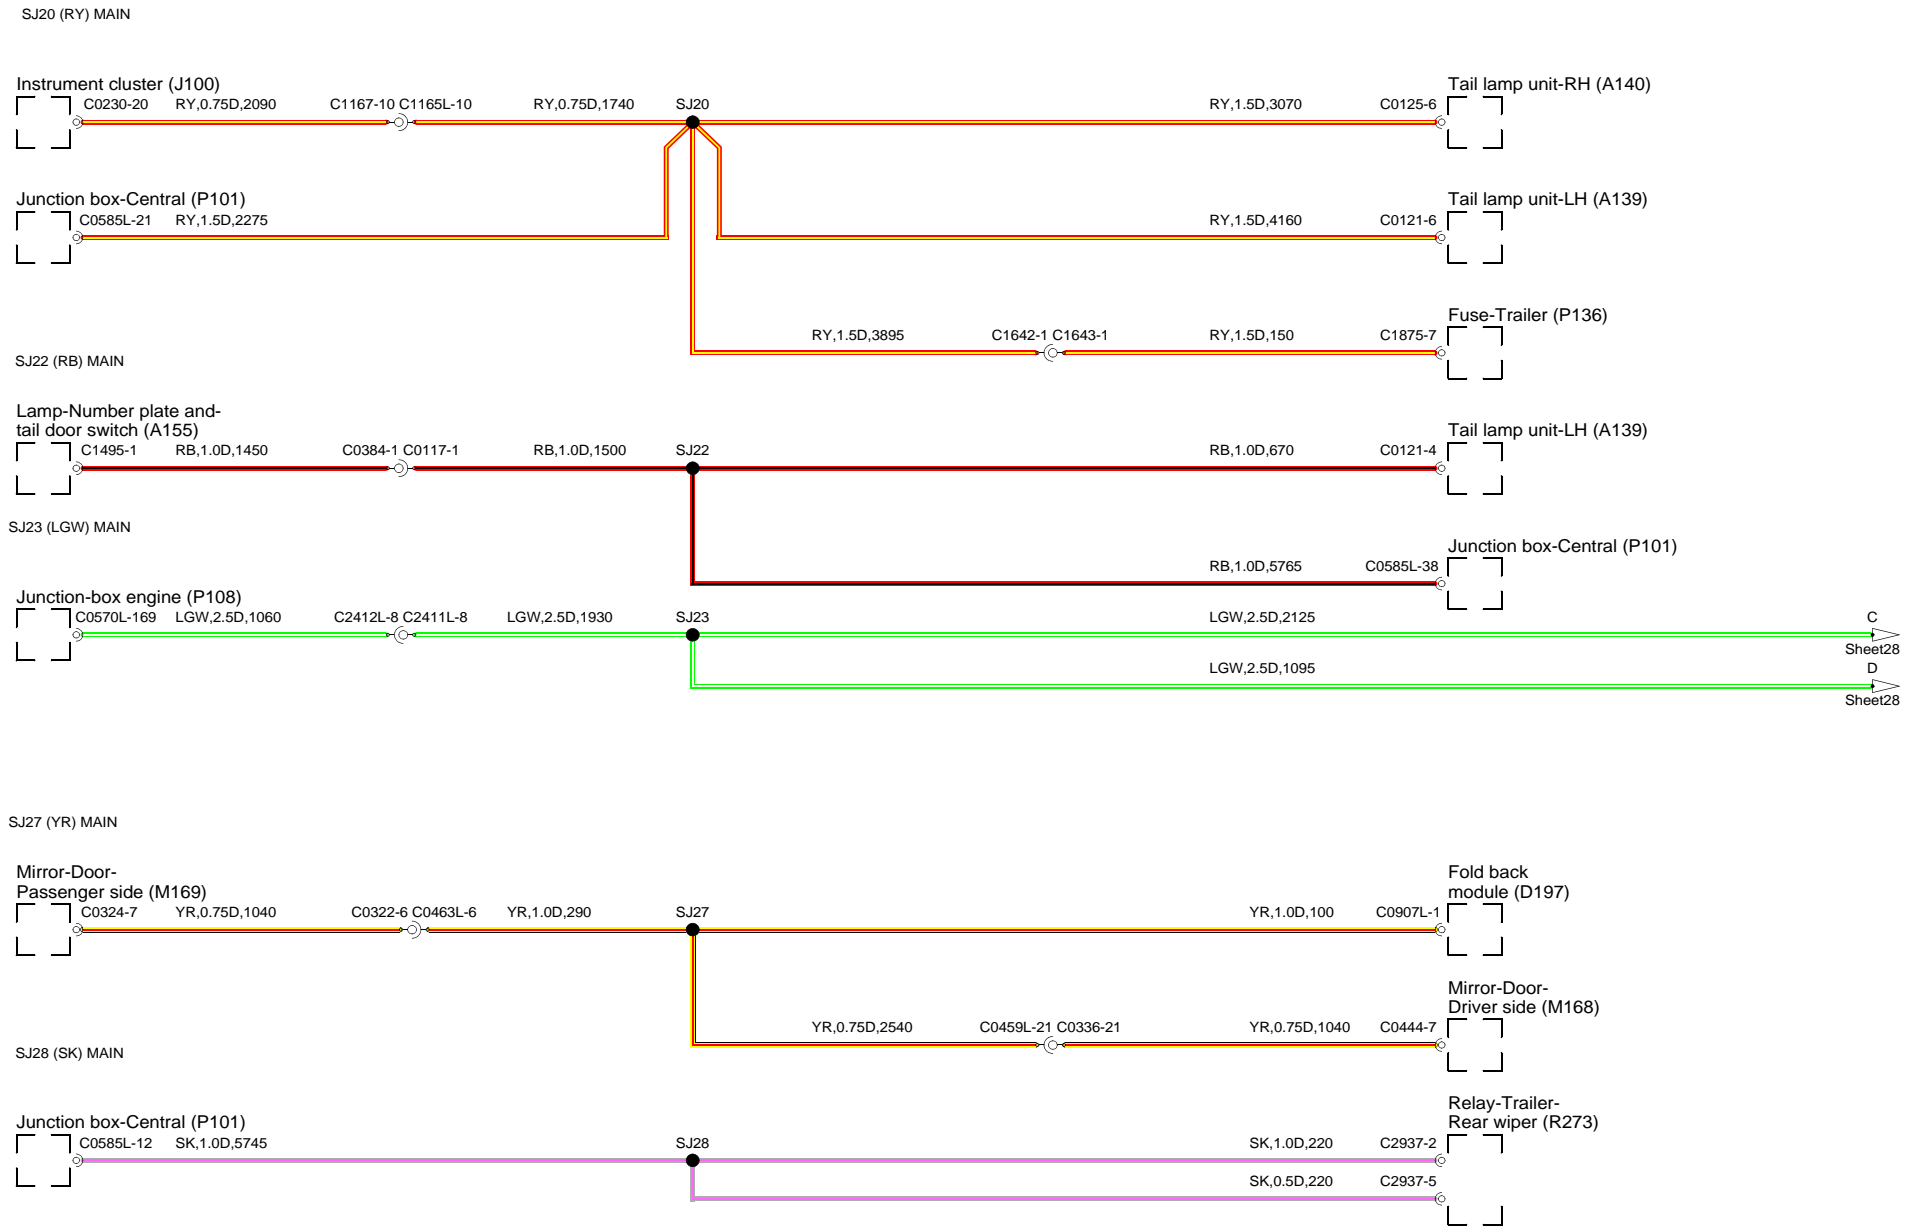 SJ20 (RY) MAIN
Instrument cluster (J100)
Tail lamp unit-RH (A140)
C0230-20 RY,0.75D,2090 C1167-10 C1165L-10 RY,0.75D,1740 SJ20 RY,1.5D,3070 C0125-6
Junction box-Central (P101)
Tail lamp unit-LH (A139)
C0585L-21 RY,1.5D,2275 RY,1.5D,4160 C0121-6
Fuse-Trailer (P136)
RY,1.5D,3895 C1642-1 C1643-1 RY,1.5D,150 C1875-7
SJ22 (RB) MAIN
Lamp-Number plate and-
tail door switch (A155)
Tail lamp unit-LH (A139)
C1495-1 RB,1.0D,1450 C0384-1 C0117-1 RB,1.0D,1500 SJ22 RB,1.0D,670 C0121-4
SJ23 (LGW) MAIN
Junction box-Central (P101)
RB,1.0D,5765 C0585L-38
Junction-box engine (P108)
C0570L-169 LGW,2.5D,1060 C2412L-8 C2411L-8 LGW,2.5D,1930 SJ23 LGW,2.5D,2125 C
Sheet28
LGW,2.5D,1095 D
Sheet28
SJ27 (YR) MAIN
Mirror-Door-
Passenger side (M169)
Fold back
module (D197)
C0324-7 YR,0.75D,1040 C0322-6 C0463L-6 YR,1.0D,290 SJ27 YR,1.0D,100 C0907L-1
Mirror-Door-
Driver side (M168)
YR,0.75D,2540 C0459L-21 C0336-21 YR,0.75D,1040 C0444-7
SJ28 (SK) MAIN
Junction box-Central (P101)
Relay-Trailer-
Rear wiper (R273)
C0585L-12 SK,1.0D,5745 SJ28 SK,1.0D,220 C2937-2
SK,0.5D,220 C2937-5